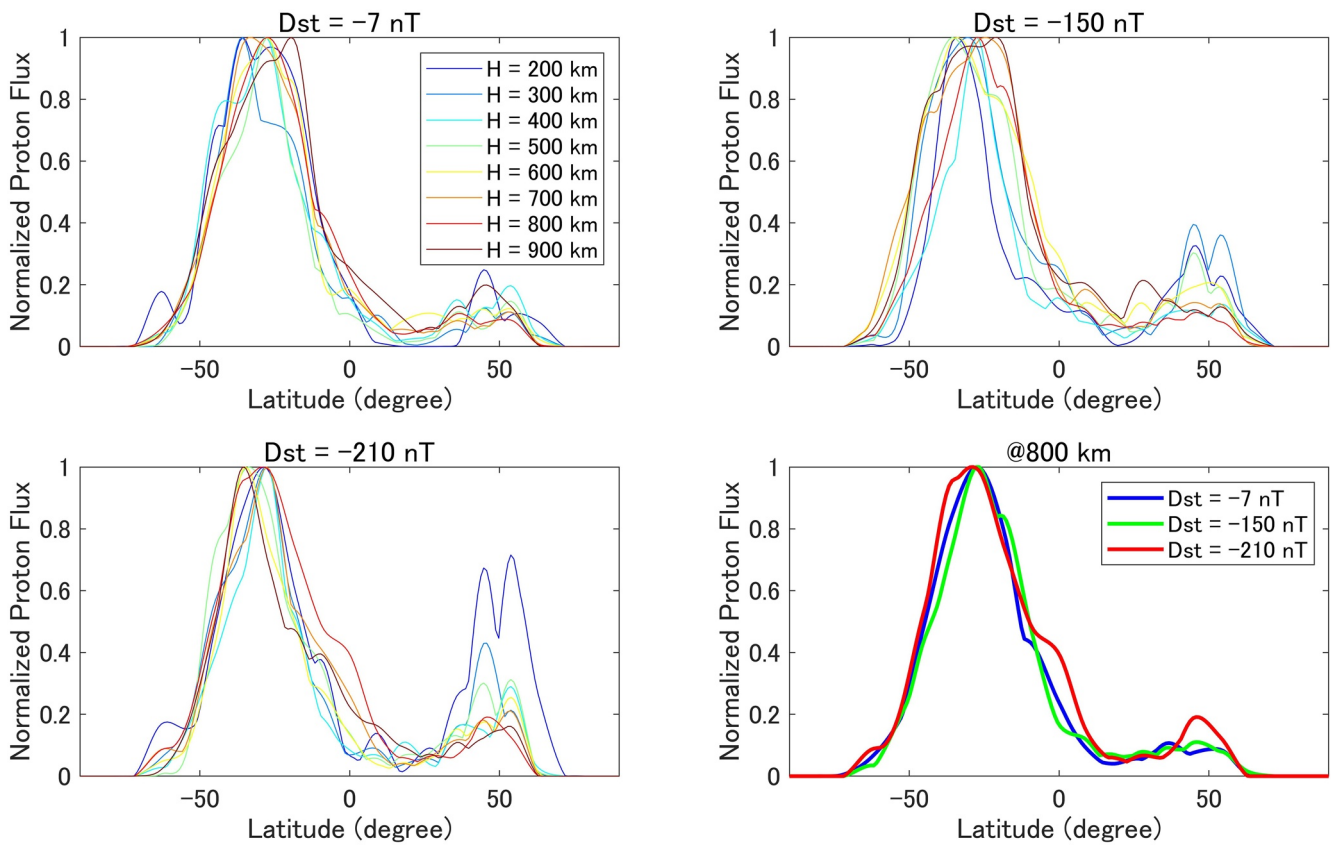 Dst = −7 nT
Normalized Proton Flux
1
0.8
0.6
0.4
0.2
0
−50
0
50
Latitude (degree)
H = 200 km
H = 300 km
H = 400 km
H = 500 km
H = 600 km
H = 700 km
H = 800 km
H = 900 km
Dst = −150 nT
Normalized Proton Flux
1
0.8
0.6
0.4
0.2
0
−50
0
50
Latitude (degree)
Dst = −210 nT
Normalized Proton Flux
1
0.8
0.6
0.4
0.2
0
−50
0
50
Latitude (degree)
@800 km
Normalized Proton Flux
1
0.8
0.6
0.4
0.2
0
−50
0
50
Latitude (degree)
Dst = −7 nT
Dst = −150 nT
Dst = −210 nT